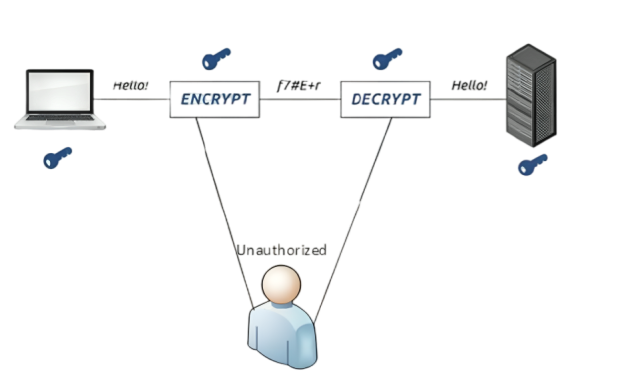 Hello!
ENCRYPT
f7#E+r
DECRYPT
Hello!
Unauthorized